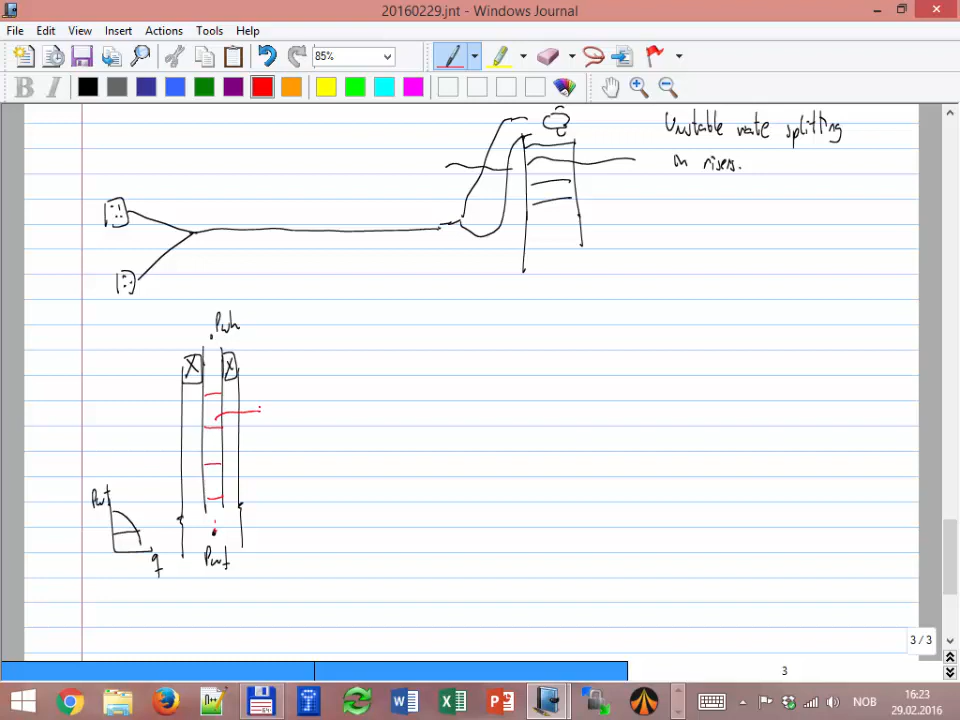 20160229.jnt - Windows Journal
File Edit View Insert Actions Tools Help
85%
B I
Unstable rate splitting
on risers.
Pwh
X X
Pwf
q
Pwf
3 / 3
3
NOB
16:23
29.02.2016